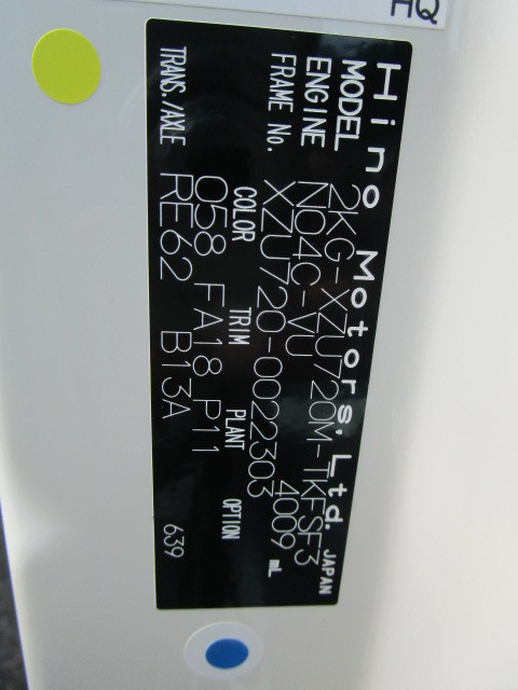 HQ
Hino Motors, Ltd. JAPAN
MODEL 2KG-XZU720M-TKFSF3
ENGINE N04C-VU 4009 mL
FRAME No. XZU720-0022303
COLOR TRIM PLANT OPTION
058 FA18 P11
TRANS./AXLE RE62 B13A 639